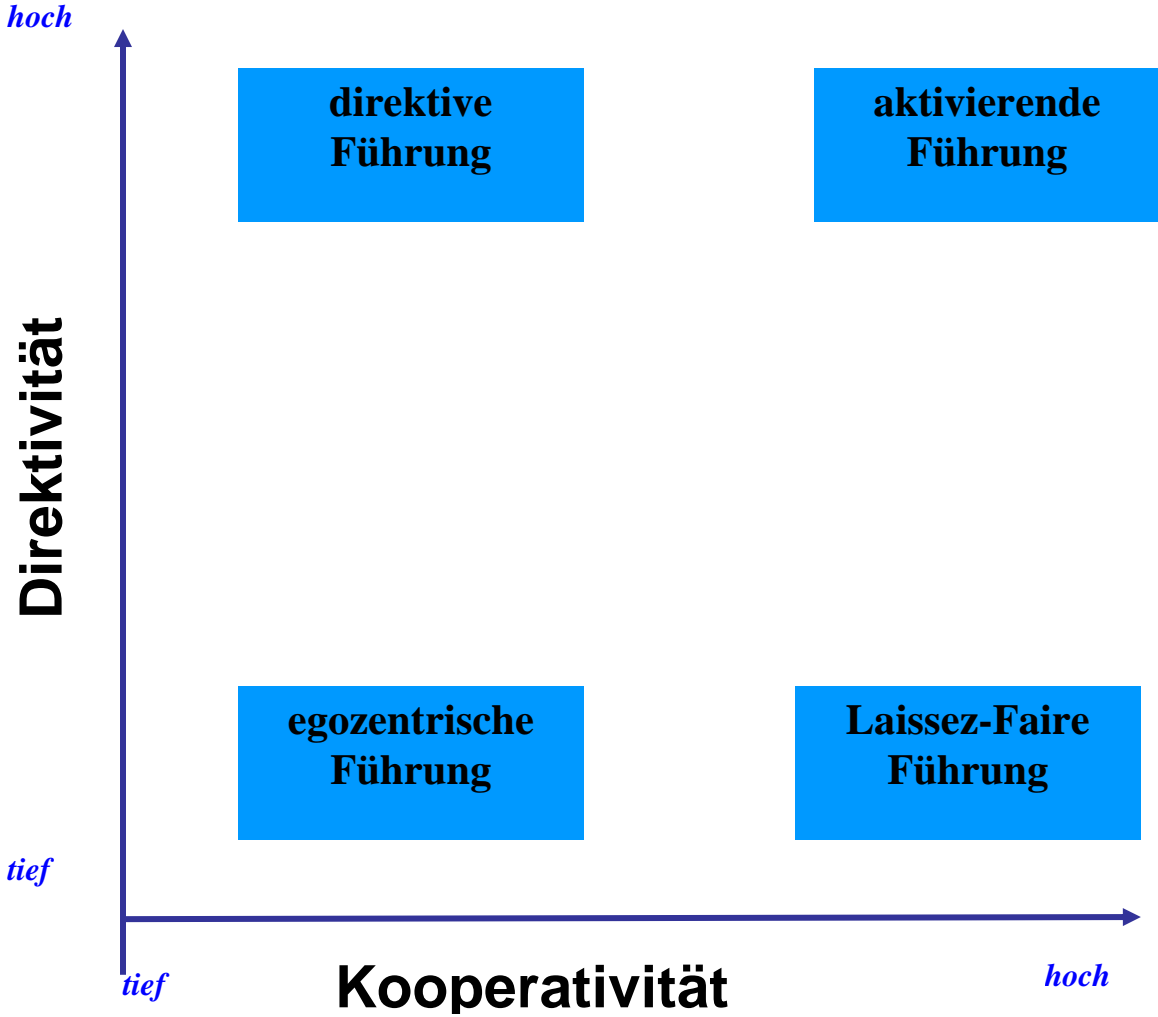 hoch
direktive
Führung
aktivierende
Führung
Direktivität
egozentrische
Führung
Laissez-Faire
Führung
tief
tief
Kooperativität
hoch